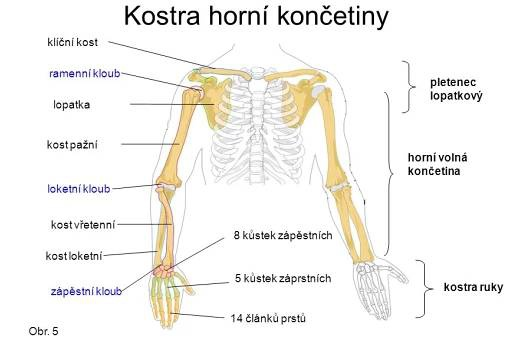 Kostra horní končetiny
klíční kost
ramenní kloub
lopatka
kost pažní
loketní kloub
kost vřetenní
kost loketní
zápěstní kloub
8 kůstek zápěstních
5 kůstek záprstních
14 článků prstů
pletenec
lopatkový
horní volná
končetina
kostra ruky
Obr. 5